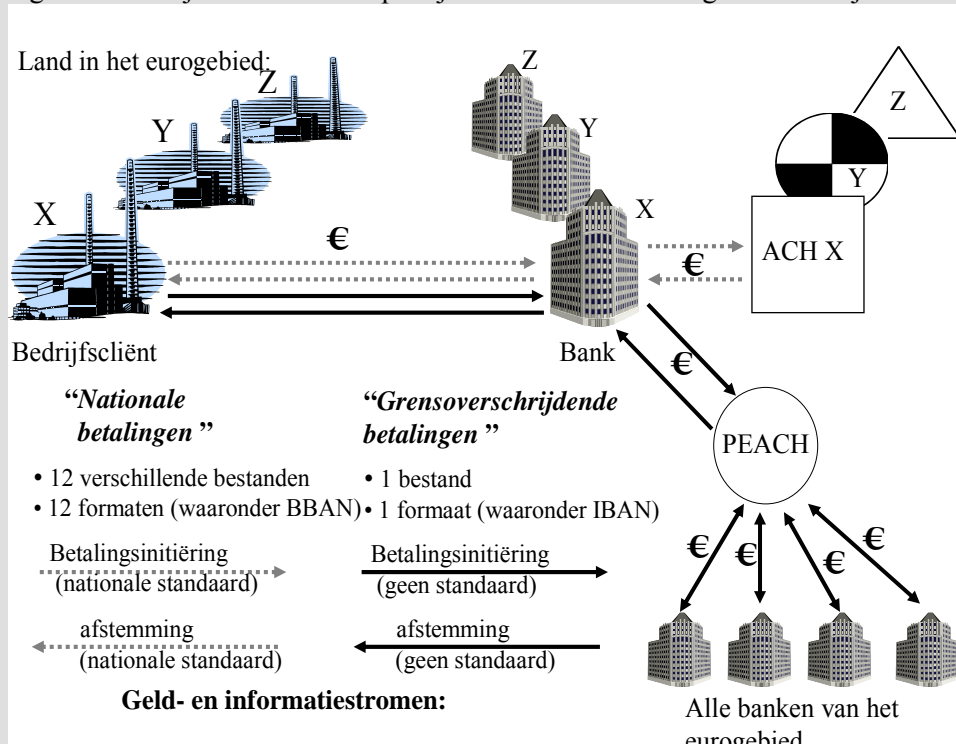 Land in het eurogebied:
Z
Y
X
Z
Y
X
Z
Y
ACH X
€
€
Bedrijfscliënt
Bank
€
“Nationale
betalingen ”
“Grensoverschrijdende
betalingen ”
PEACH
• 12 verschillende bestanden
• 12 formaten (waaronder BBAN)
• 1 bestand
• 1 formaat (waaronder IBAN)
€
€
€
€
Betalingsinitiëring
(nationale standaard)
Betalingsinitiëring
(geen standaard)
afstemming
(nationale standaard)
afstemming
(geen standaard)
Geld- en informatiestromen:
Alle banken van het
eurogebied